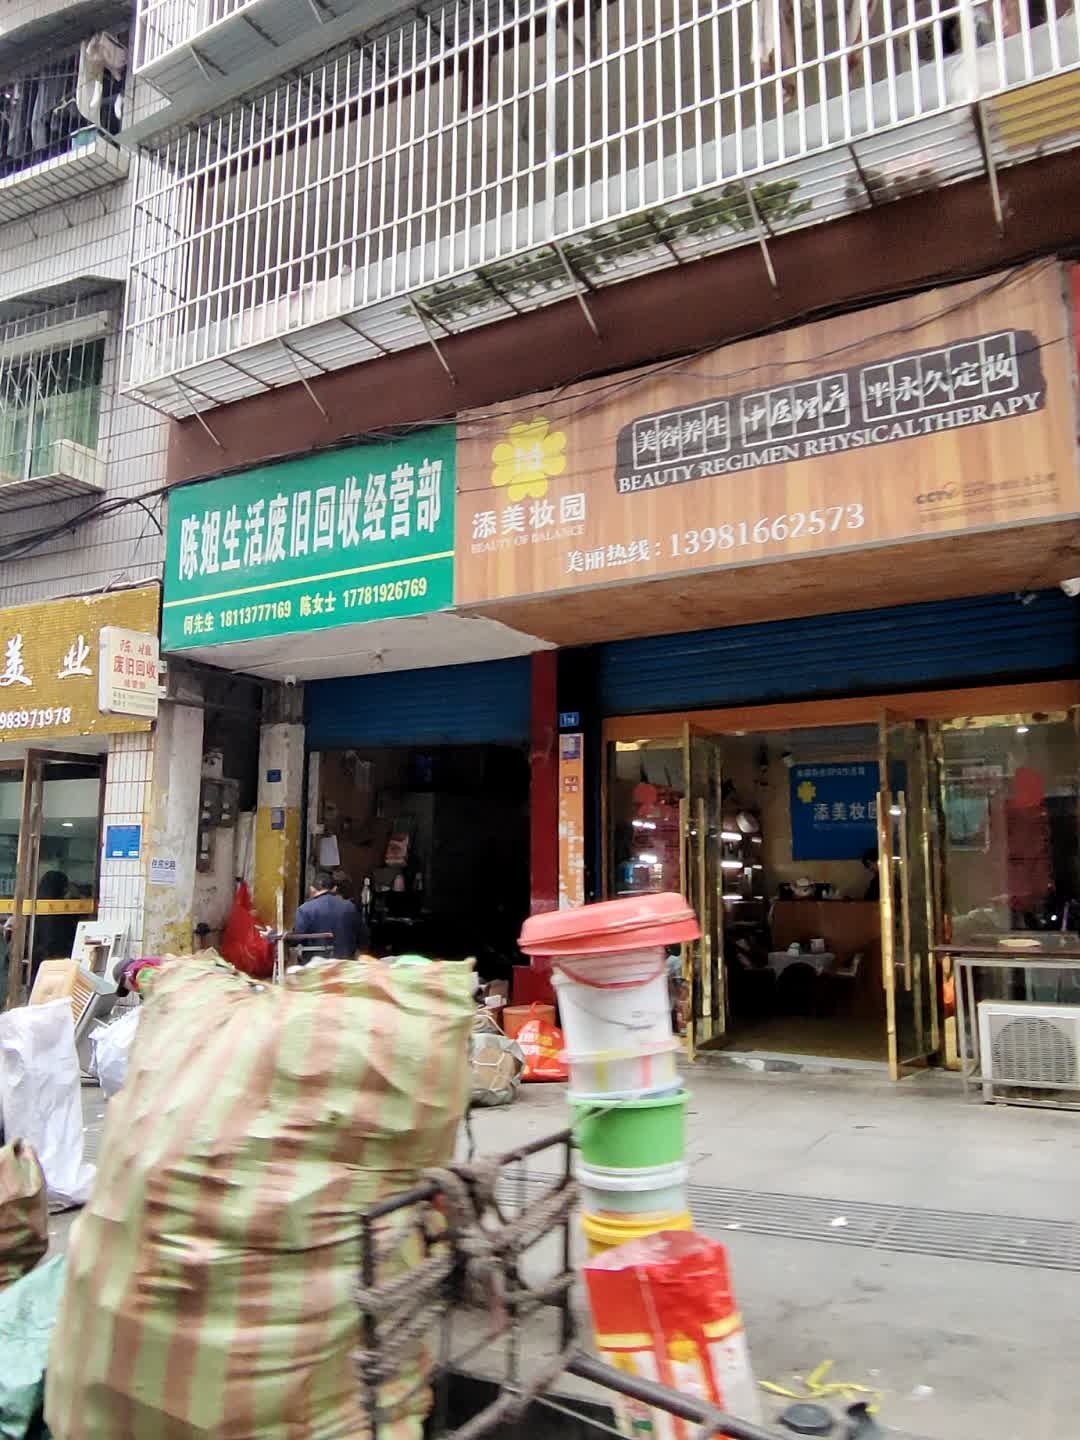 陈姐生活废旧回收经营部
何先生 18113777169 陈女士 17781926769
添美妆园
BEAUTY OF BALANCE
美容养生 中医理疗 半永久定妆
BEAUTY REGIMEN RHYSICALTHERAPY
美丽热线：13981662573
CCTV
美业
983971978
废旧回收
添美妆园